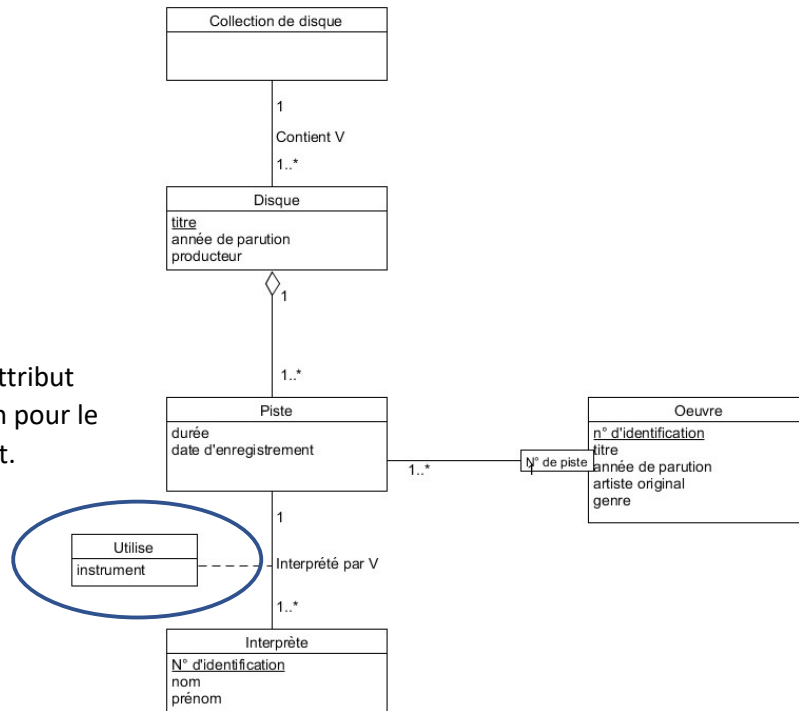 Collection de disque
1
Contient V
1..*
Disque
titre
année de parution
producteur
1
1..*
ttribut
n pour le
t.
Piste
durée
date d'enregistrement
1..*
N° de piste
1
Oeuvre
n° d'identification
titre
année de parution
artiste original
genre
1
Utilise
instrument
Interprété par V
1..*
Interprète
N° d'identification
nom
prénom